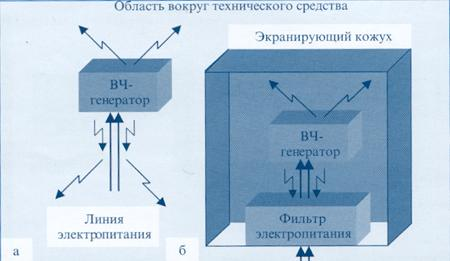 Область вокруг технического средства
Экранирующий кожух
ВЧ-
генератор
ВЧ-
генератор
Линия
электропитания
Фильтр
электропитания
а
б